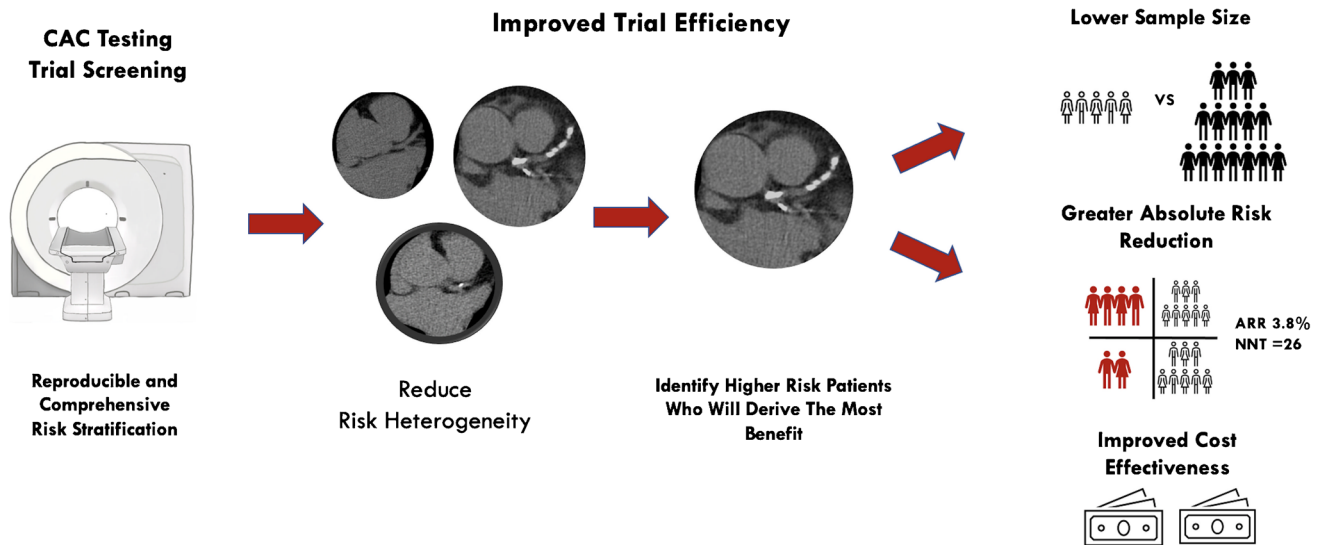 Improved Trial Efficiency
CAC Testing
Trial Screening
Reproducible and
Comprehensive
Risk Stratification
Reduce
Risk Heterogeneity
Identify Higher Risk Patients
Who Will Derive The Most
Benefit
Lower Sample Size
VS
Greater Absolute Risk
Reduction
ARR 3.8%
NNT =26
Improved Cost
Effectiveness